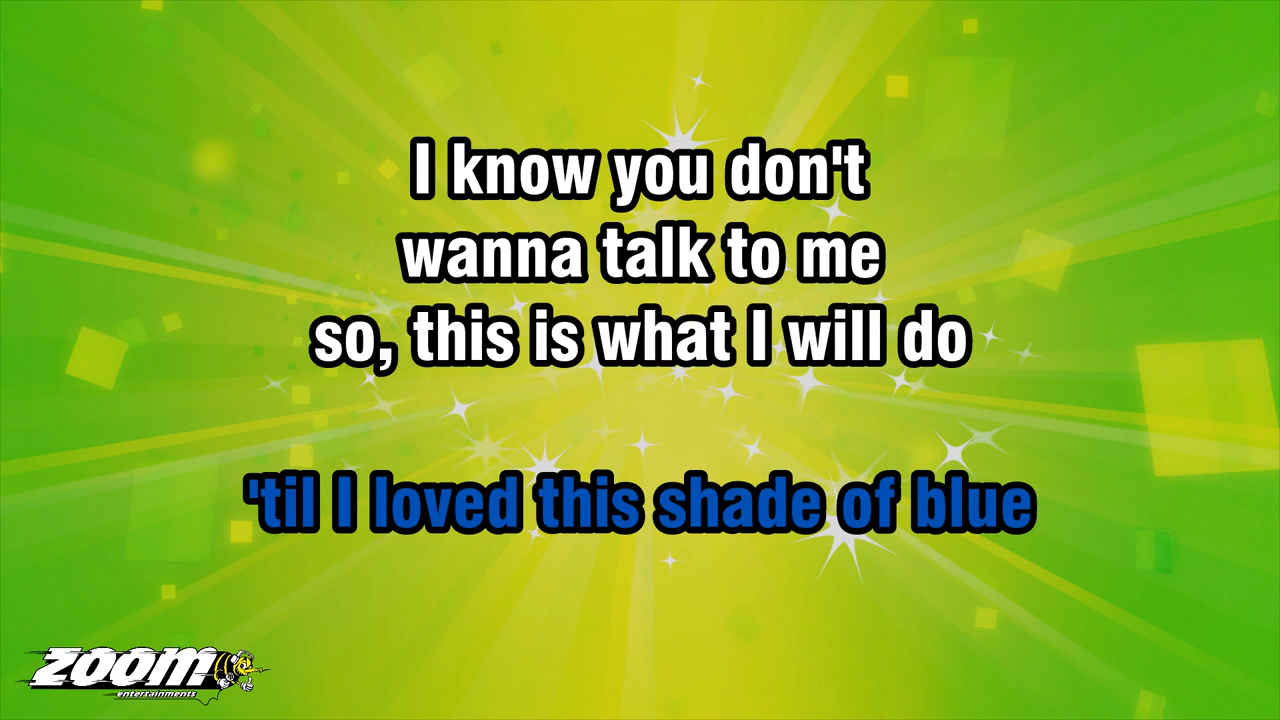 I know you don't
wanna talk to me
so, this is what I will do
'til I loved this shade of blue
zoom
entertainments